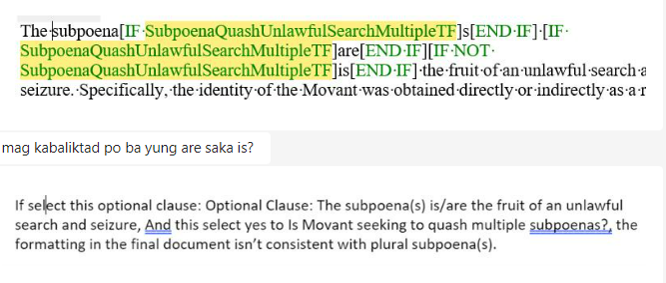 The subpoena[IF SubpoenaQuashUnlawfulSearchMultipleTF]s[END IF] [IF
SubpoenaQuashUnlawfulSearchMultipleTF]are[END IF][IF NOT
SubpoenaQuashUnlawfulSearchMultipleTF]is[END IF] the fruit of an unlawful search a
seizure. Specifically, the identity of the Movant was obtained directly or indirectly as a r
mag kabaliktad po ba yung are saka is?
If select this optional clause: Optional Clause: The subpoena(s) is/are the fruit of an unlawful
search and seizure, And this select yes to Is Movant seeking to quash multiple subpoenas?, the
formatting in the final document isn't consistent with plural subpoena(s).